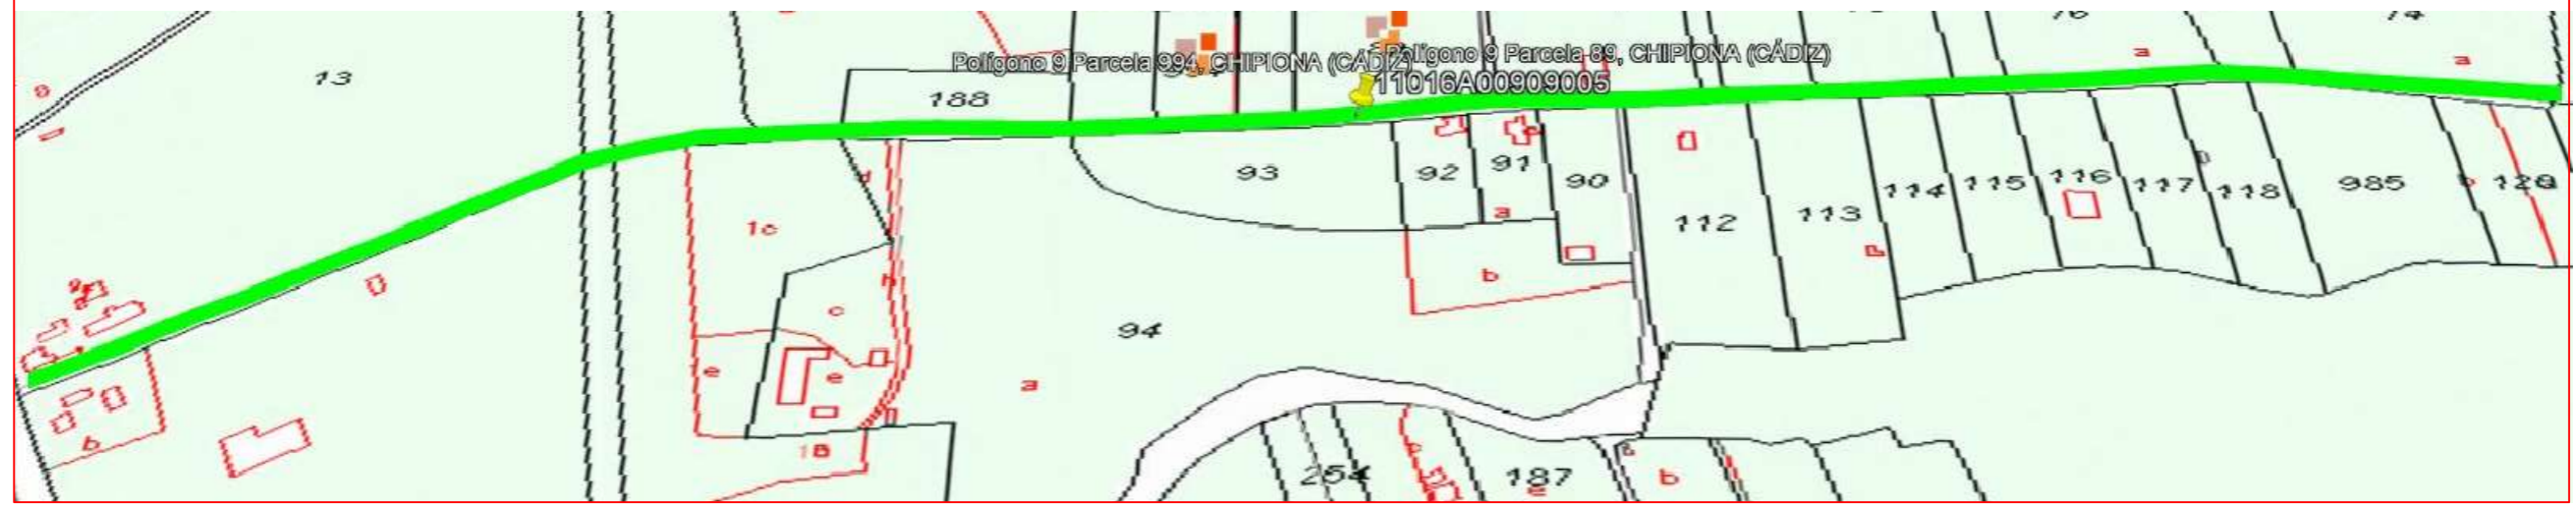 76
74
13
a
Polígono 9 Parcela 994, CHIPIONA (CÁDIZ)
Polígono 9 Parcela 89, CHIPIONA (CÁDIZ)
a
11016A00909005
188
93
92
91
90
114
115
116
117
118
985
b
120
a
112
113
1c
d
h
b
c
94
e
e
a
b
1B
254
187
e
b